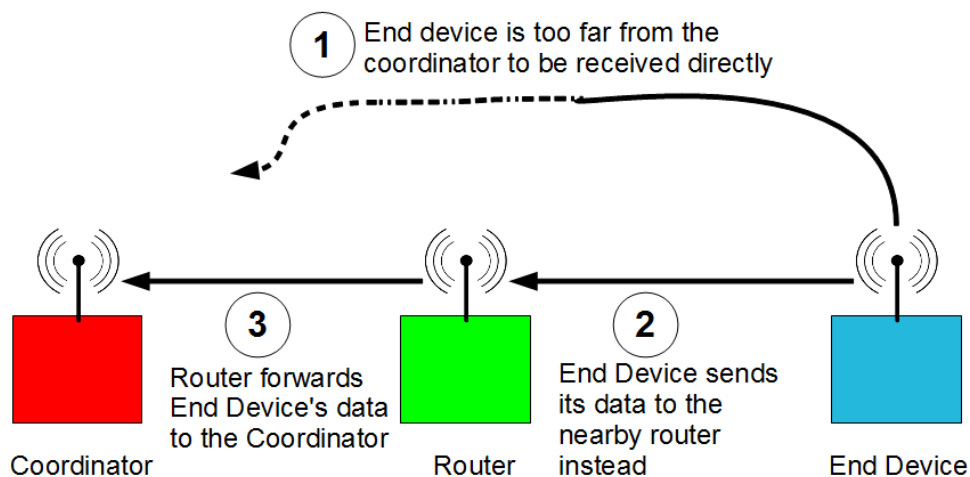 1
End device is too far from the
coordinator to be received directly
3
Router forwards
End Device's data
to the Coordinator
2
End Device sends
its data to the
nearby router
instead
Coordinator
Router
End Device